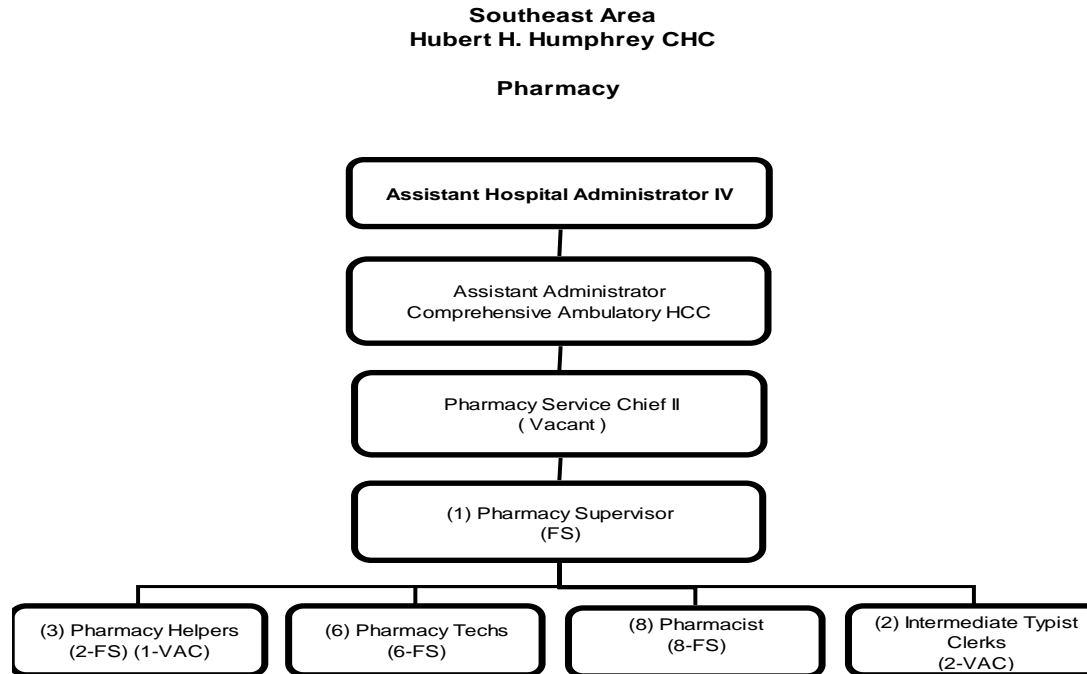 Southeast Area
Hubert H. Humphrey CHC
Pharmacy
Assistant Hospital Administrator IV
Assistant Administrator
Comprehensive Ambulatory HCC
Pharmacy Service Chief II
( Vacant )
(1) Pharmacy Supervisor
(FS)
(3) Pharmacy Helpers
(2-FS) (1-VAC)
(6) Pharmacy Techs
(6-FS)
(8) Pharmacist
(8-FS)
(2) Intermediate Typist
Clerks
(2-VAC)